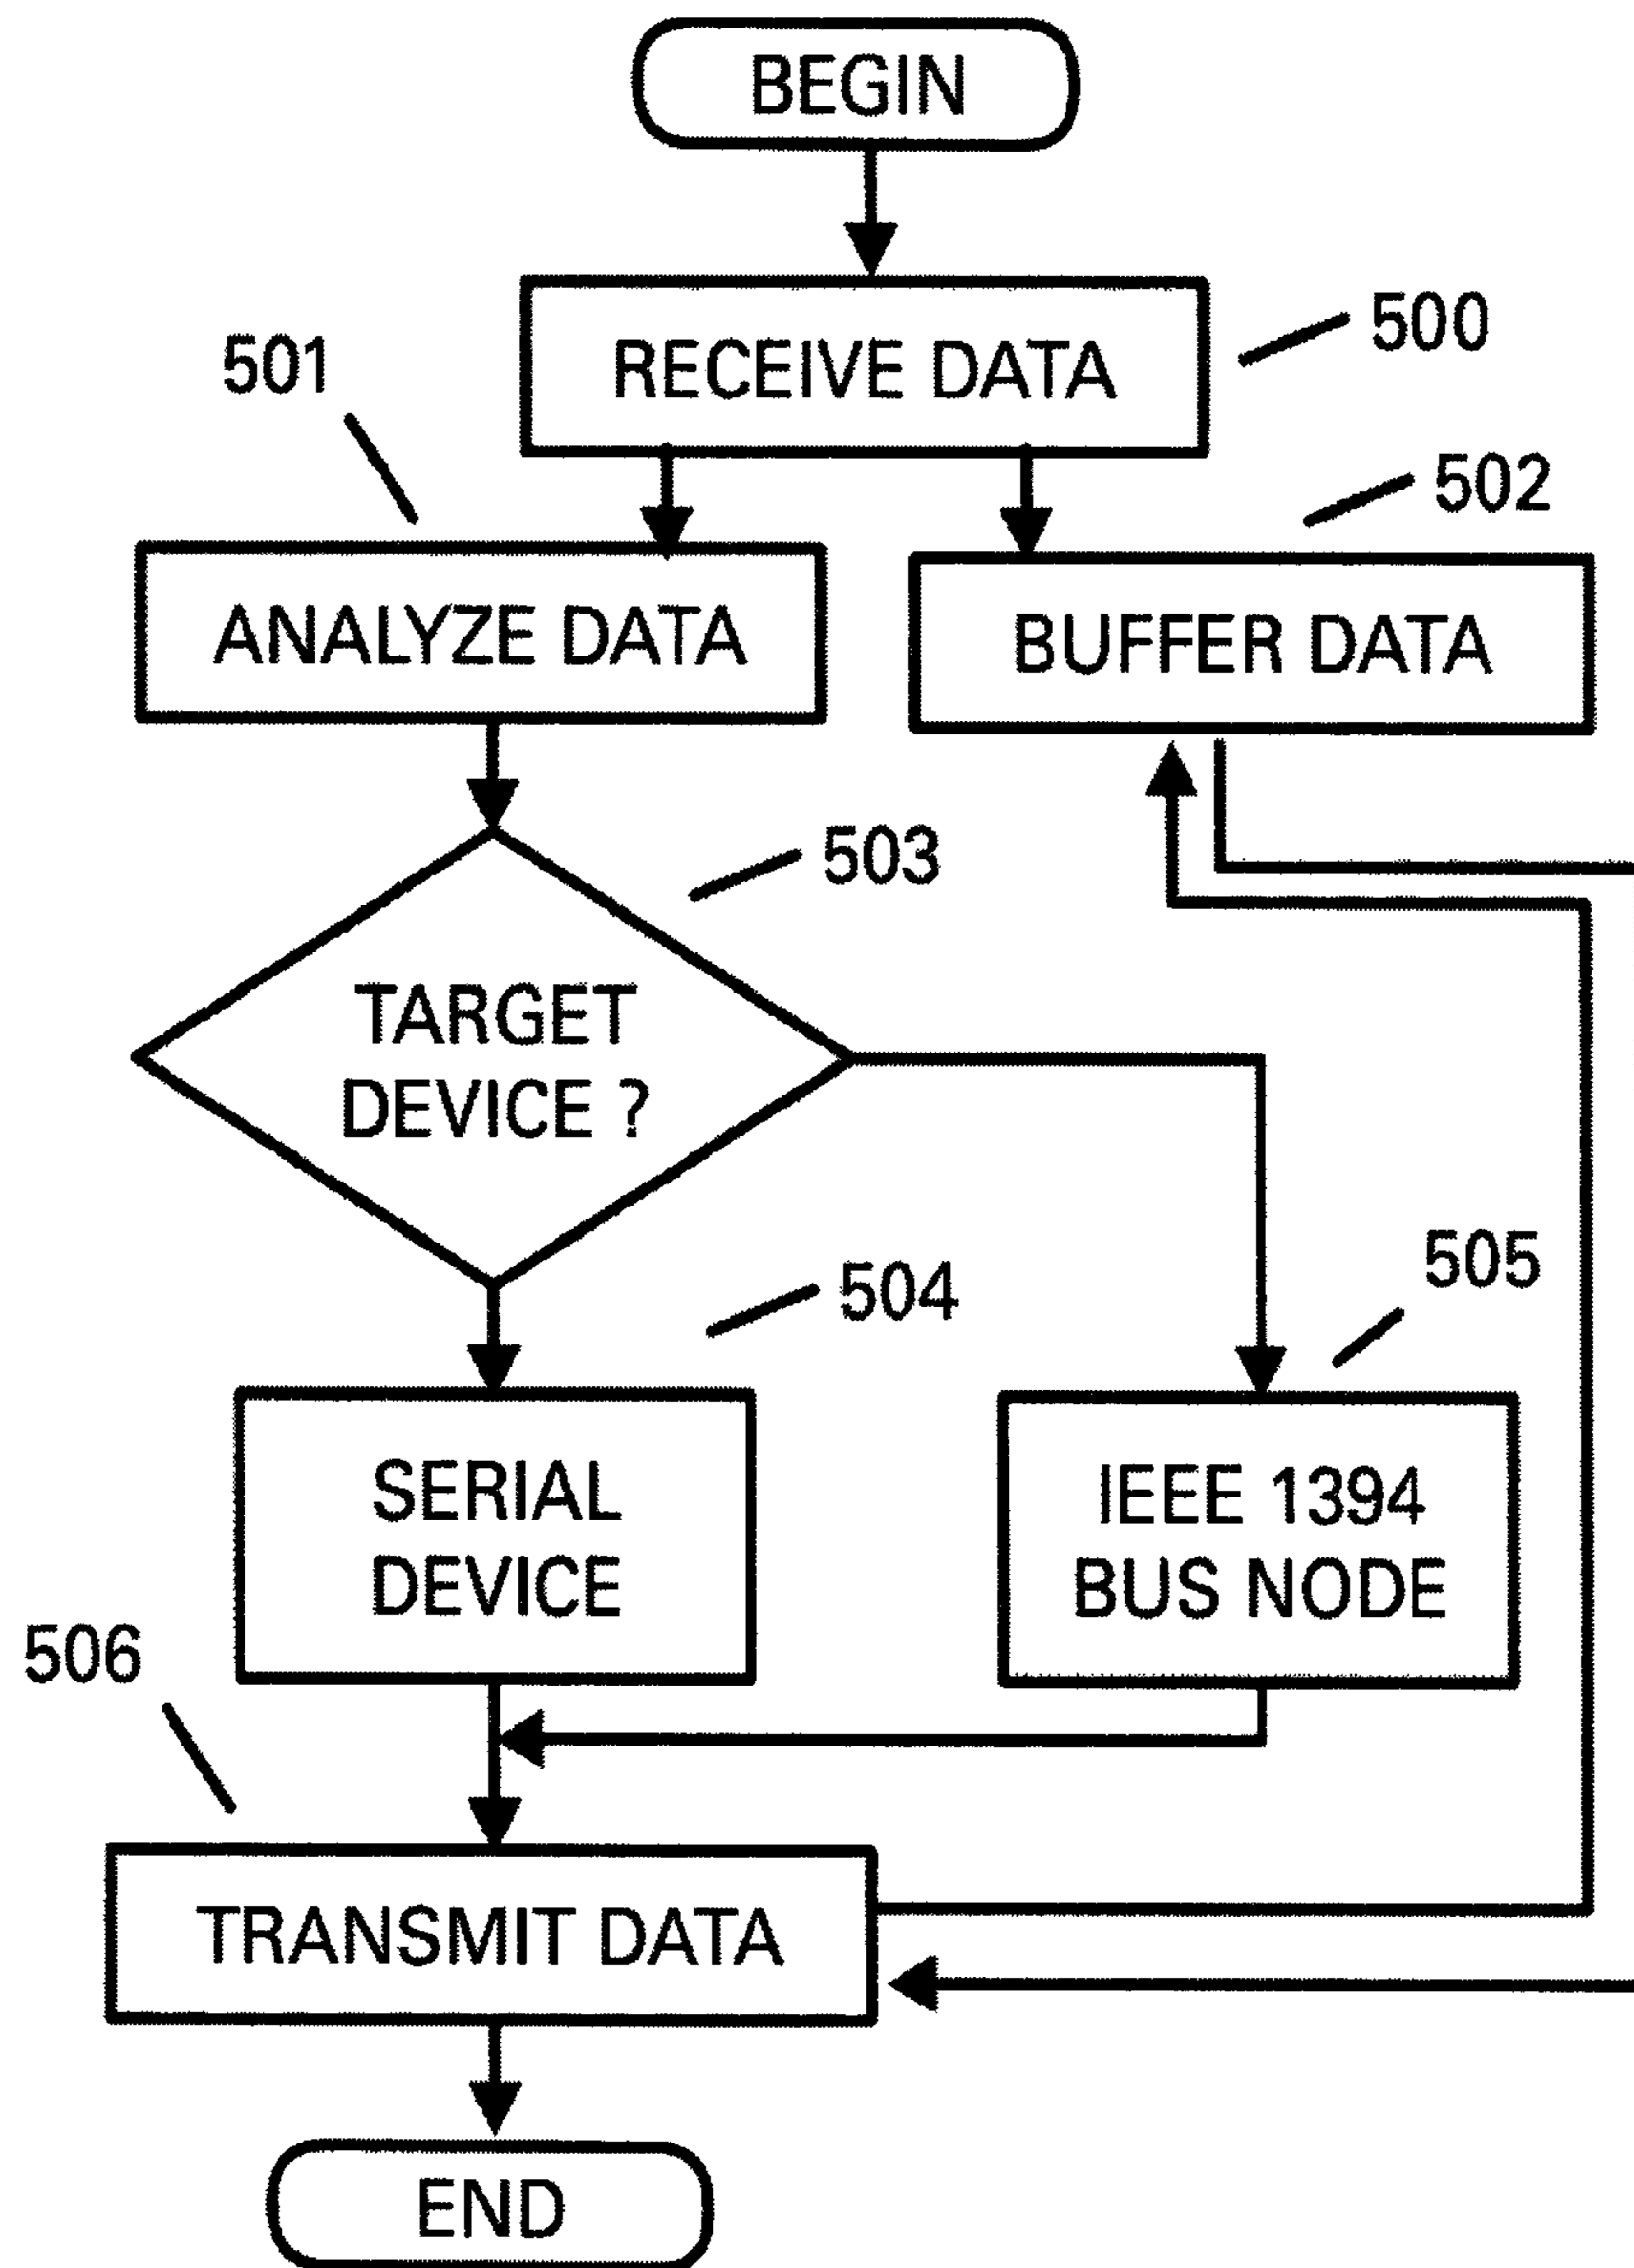 BEGIN
RECEIVE DATA
500
501
502
ANALYZE DATA
BUFFER DATA
503
TARGET
DEVICE ?
504
505
SERIAL
DEVICE
IEEE 1394
BUS NODE
506
TRANSMIT DATA
END